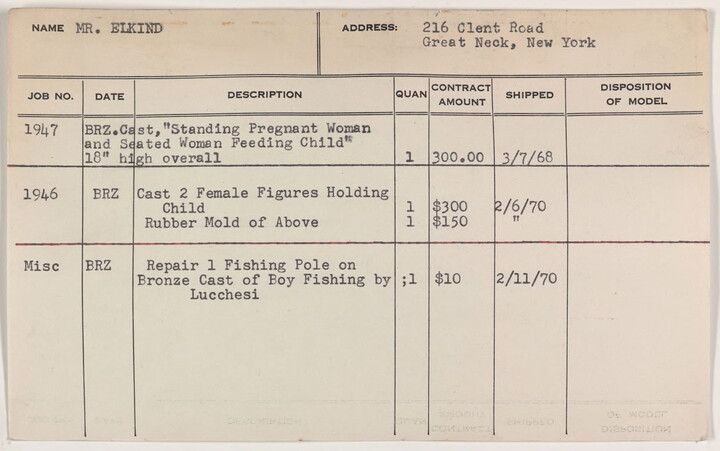 NAME MR. ELKIND ADDRESS: 216 Clent Road
Great Neck, New York
JOB NO. DATE DESCRIPTION QUAN CONTRACT AMOUNT SHIPPED DISPOSITION OF MODEL
1947 BRZ.Cast,"Standing Pregnant Woman
and Seated Woman Feeding Child"
18" high overall 1 300.00 3/7/68
1946 BRZ Cast 2 Female Figures Holding
Child 1 $300 2/6/70
Rubber Mold of Above 1 $150 "
Misc BRZ Repair 1 Fishing Pole on
Bronze Cast of Boy Fishing by ;1 $10 2/11/70
Lucchesi